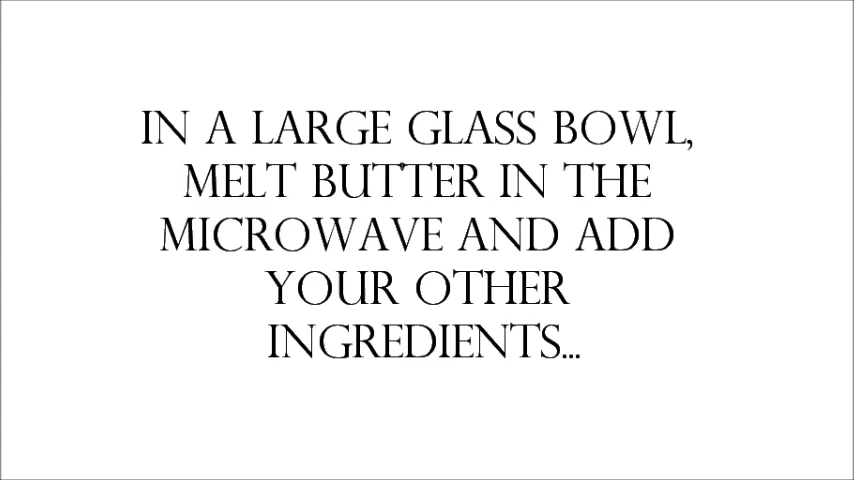 IN A LARGE GLASS BOWL,
MELT BUTTER IN THE
MICROWAVE AND ADD
YOUR OTHER
INGREDIENTS...